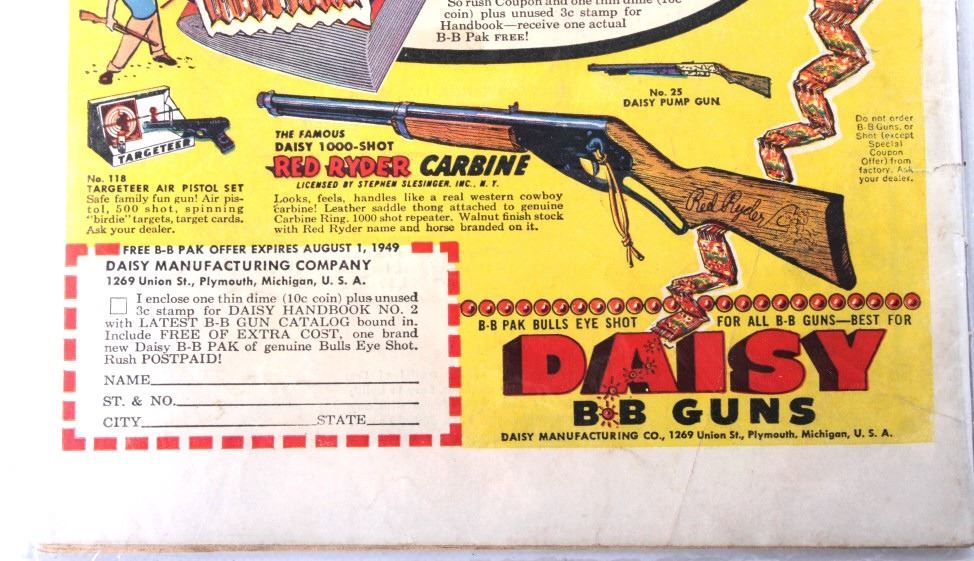 So rush Coupon and one thin dime (10c
coin) plus unused 3c stamp for
Handbook—receive one actual
B-B Pak FREE!
No. 25
DAISY PUMP GUN
Do not order
B-B Guns, or
Shot (except
Special
Coupon
Offer) from
factory. Ask
your dealer.
TARGETEER
No. 118
TARGETEER AIR PISTOL SET
Safe family fun gun! Air pis-
tol, 500 shot, spinning
"birdie" targets, target cards.
Ask your dealer.
THE FAMOUS
DAISY 1000-SHOT
RED RYDER CARBINE
LICENSED BY STEPHEN SLESINGER, INC., N. Y.
Looks, feels, handles like a real western cowboy
carbine! Leather saddle thong attached to genuine
Carbine Ring. 1000 shot repeater. Walnut finish stock
with Red Ryder name and horse branded on it.
Red Ryder
FREE B-B PAK OFFER EXPIRES AUGUST 1, 1949
DAISY MANUFACTURING COMPANY
1269 Union St., Plymouth, Michigan, U. S. A.
I enclose one thin dime (10c coin) plus unused
3c stamp for DAISY HANDBOOK NO. 2
with LATEST B-B GUN CATALOG bound in.
Include FREE OF EXTRA COST, one brand
new Daisy B-B PAK of genuine Bulls Eye Shot.
Rush POSTPAID!
NAME
ST. & NO.
CITY STATE
B-B PAK BULLS EYE SHOT FOR ALL B-B GUNS—BEST FOR
DAISY
B-B GUNS
DAISY MANUFACTURING CO., 1269 Union St., Plymouth, Michigan, U. S. A.